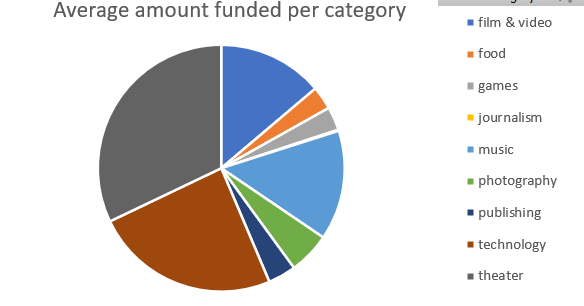 Average amount funded per category
film & video
food
games
journalism
music
photography
publishing
technology
theater